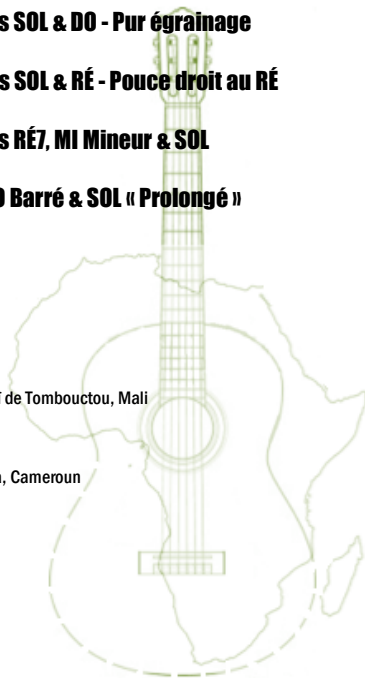 s SOL & DO - Pur égrainage
s SOL & RÉ - Pouce droit au RÉ
s RÉ7, MI Mineur & SOL
O Barré & SOL « Prolongé »
de Tombouctou, Mali
, Cameroun